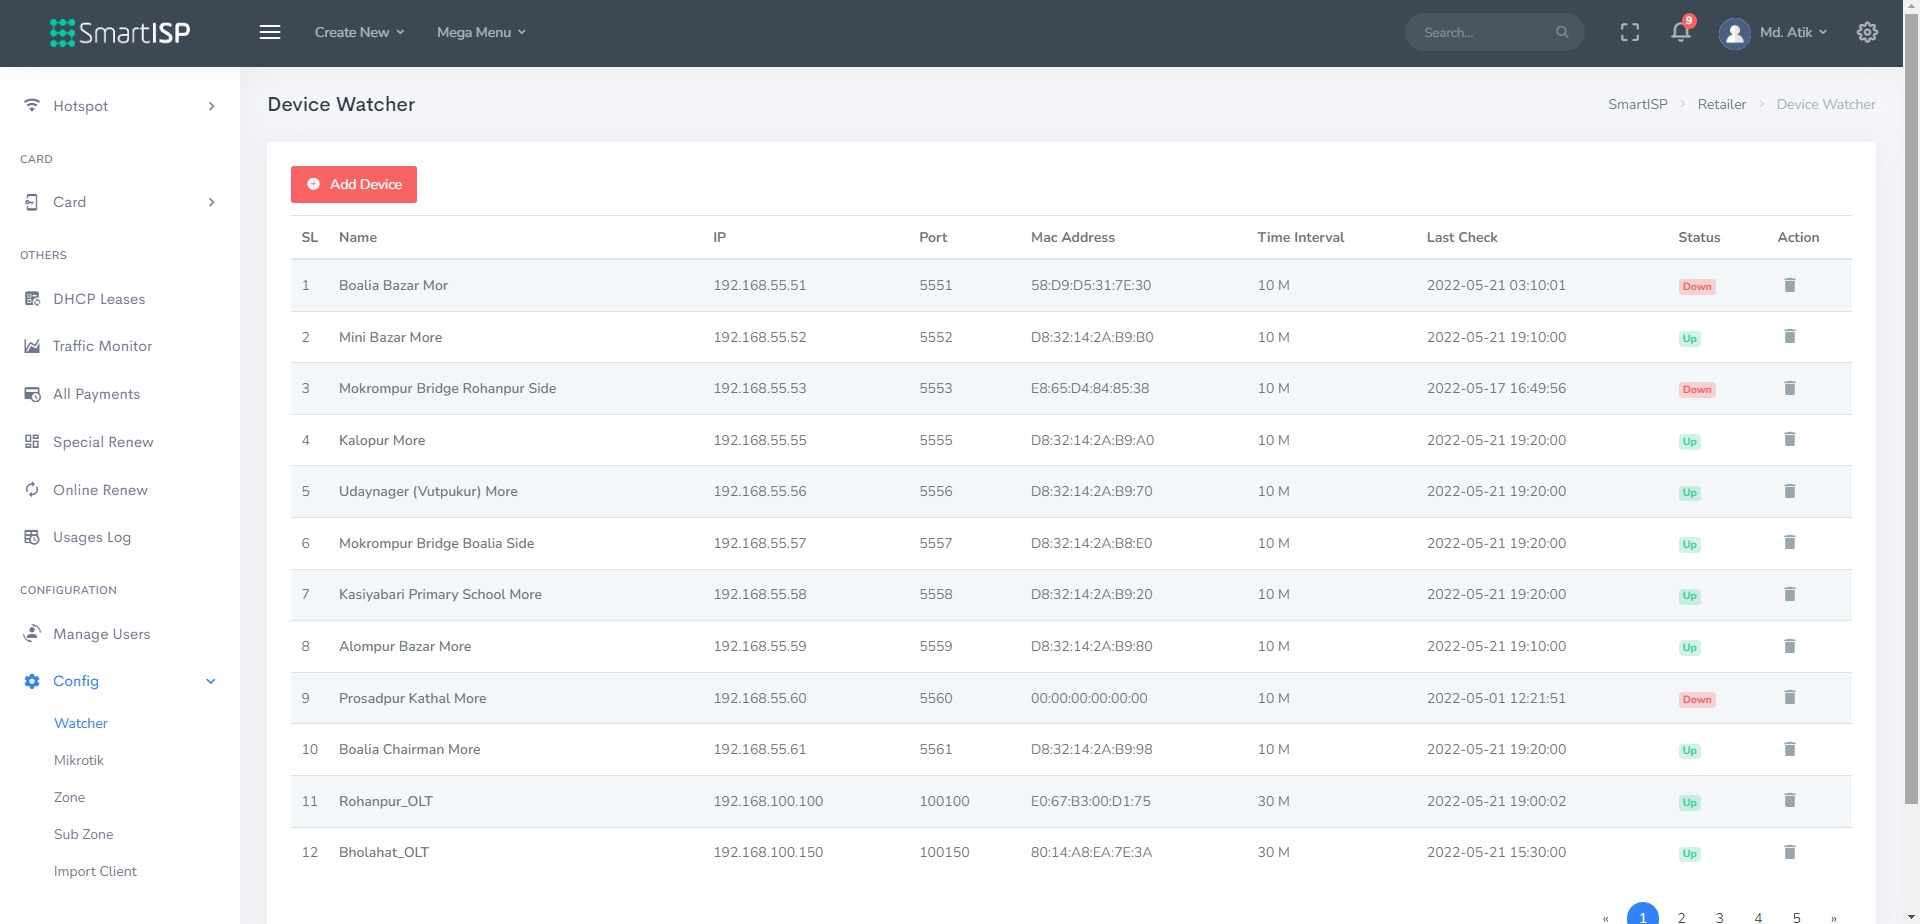 SmartISP
Create New
Mega Menu
Search...
9
Md. Atik
Hotspot
CARD
Card
OTHERS
DHCP Leases
Traffic Monitor
All Payments
Special Renew
Online Renew
Usages Log
CONFIGURATION
Manage Users
Config
Watcher
Mikrotik
Zone
Sub Zone
Import Client
Device Watcher
SmartISP > Retailer > Device Watcher
Add Device
SL Name IP Port Mac Address Time Interval Last Check Status Action
1 Boalia Bazar Mor 192.168.55.51 5551 58:D9:D5:31:7E:30 10 M 2022-05-21 03:10:01 Down
2 Mini Bazar More 192.168.55.52 5552 D8:32:14:2A:B9:B0 10 M 2022-05-21 19:10:00 Up
3 Mokrompur Bridge Rohanpur Side 192.168.55.53 5553 E8:65:D4:84:85:38 10 M 2022-05-17 16:49:56 Down
4 Kalopur More 192.168.55.55 5555 D8:32:14:2A:B9:A0 10 M 2022-05-21 19:20:00 Up
5 Udaynager (Vutpukur) More 192.168.55.56 5556 D8:32:14:2A:B9:70 10 M 2022-05-21 19:20:00 Up
6 Mokrompur Bridge Boalia Side 192.168.55.57 5557 D8:32:14:2A:B8:E0 10 M 2022-05-21 19:20:00 Up
7 Kasiyabari Primary School More 192.168.55.58 5558 D8:32:14:2A:B9:20 10 M 2022-05-21 19:20:00 Up
8 Alompur Bazar More 192.168.55.59 5559 D8:32:14:2A:B9:80 10 M 2022-05-21 19:10:00 Up
9 Prosadpur Kathal More 192.168.55.60 5560 00:00:00:00:00:00 10 M 2022-05-01 12:21:51 Down
10 Boalia Chairman More 192.168.55.61 5561 D8:32:14:2A:B9:98 10 M 2022-05-21 19:20:00 Up
11 Rohanpur_OLT 192.168.100.100 100100 E0:67:B3:00:D1:75 30 M 2022-05-21 19:00:02 Up
12 Bholahat_OLT 192.168.100.150 100150 80:14:A8:EA:7E:3A 30 M 2022-05-21 15:30:00 Up
« 1 2 3 4 5 »